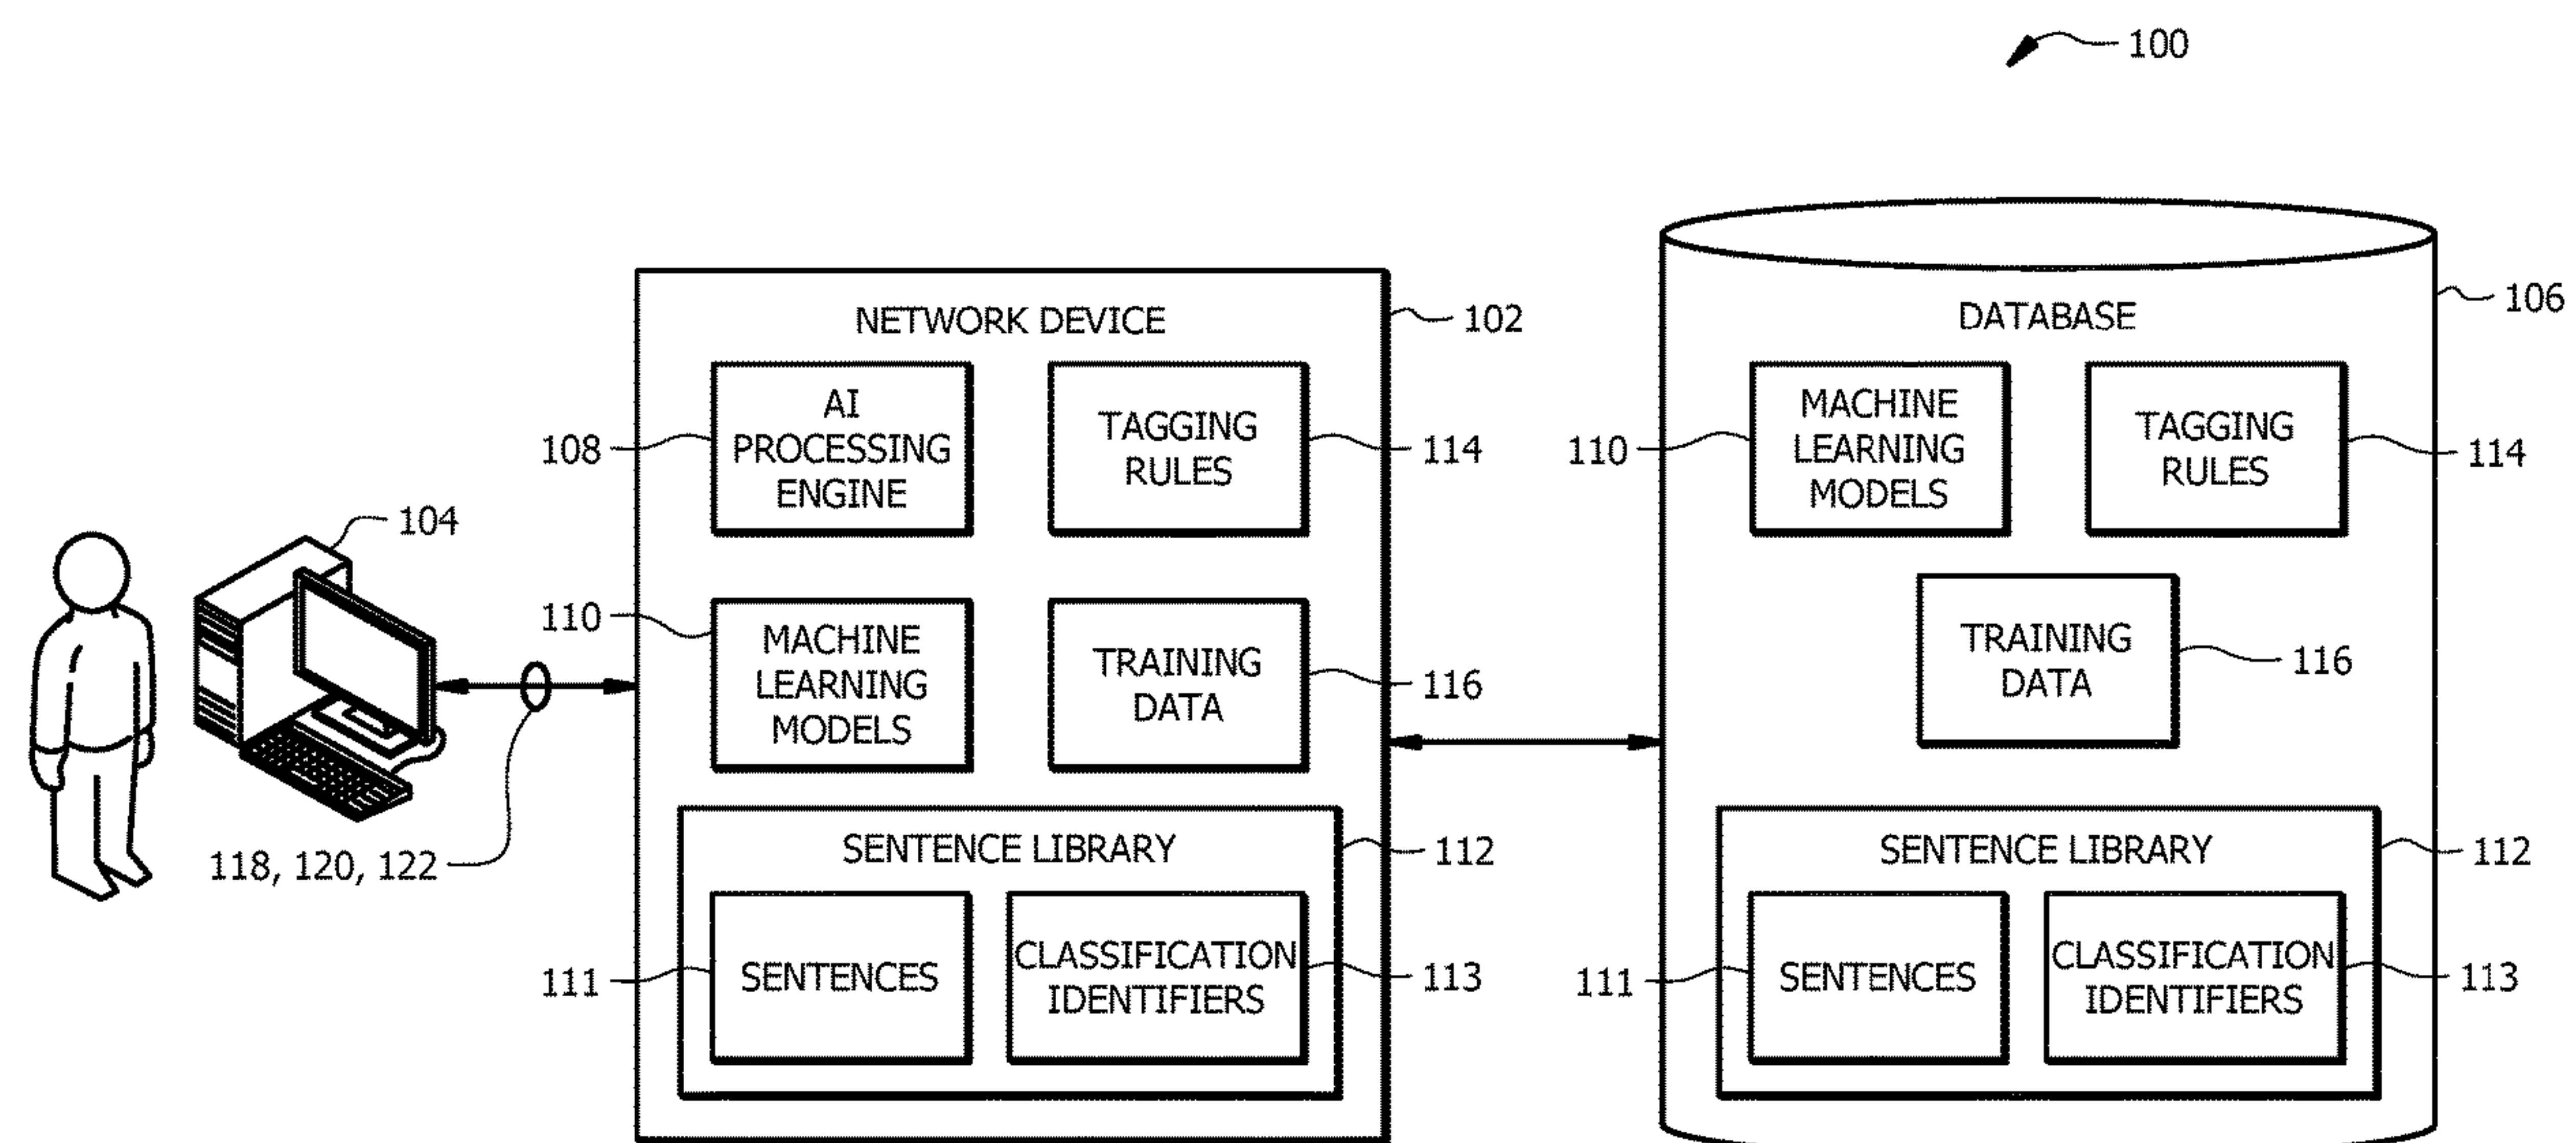 100
NETWORK DEVICE
102
AI
PROCESSING
ENGINE
108
TAGGING
RULES
114
104
110
MACHINE
LEARNING
MODELS
TRAINING
DATA
116
118, 120, 122
SENTENCE LIBRARY
112
111
SENTENCES
CLASSIFICATION
IDENTIFIERS
113
DATABASE
106
110
MACHINE
LEARNING
MODELS
TAGGING
RULES
114
TRAINING
DATA
116
SENTENCE LIBRARY
112
111
SENTENCES
CLASSIFICATION
IDENTIFIERS
113